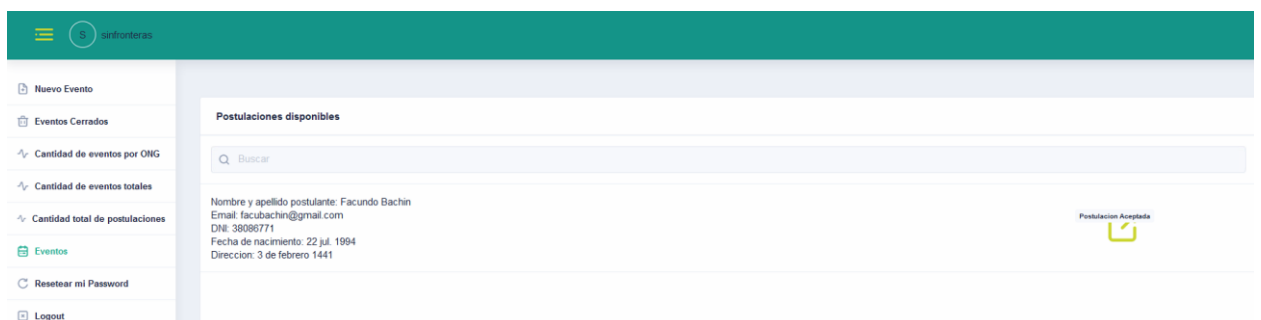 S sinfronteras
Nuevo Evento
Eventos Cerrados
Cantidad de eventos por ONG
Cantidad de eventos totales
Cantidad total de postulaciones
Eventos
Resetear mi Password
Logout
Postulaciones disponibles
Buscar
Nombre y apellido postulante: Facundo Bachin
Email: facubachin@gmail.com
DNI: 38086771
Fecha de nacimiento: 22 jul. 1994
Direccion: 3 de febrero 1441
Postulacion Aceptada